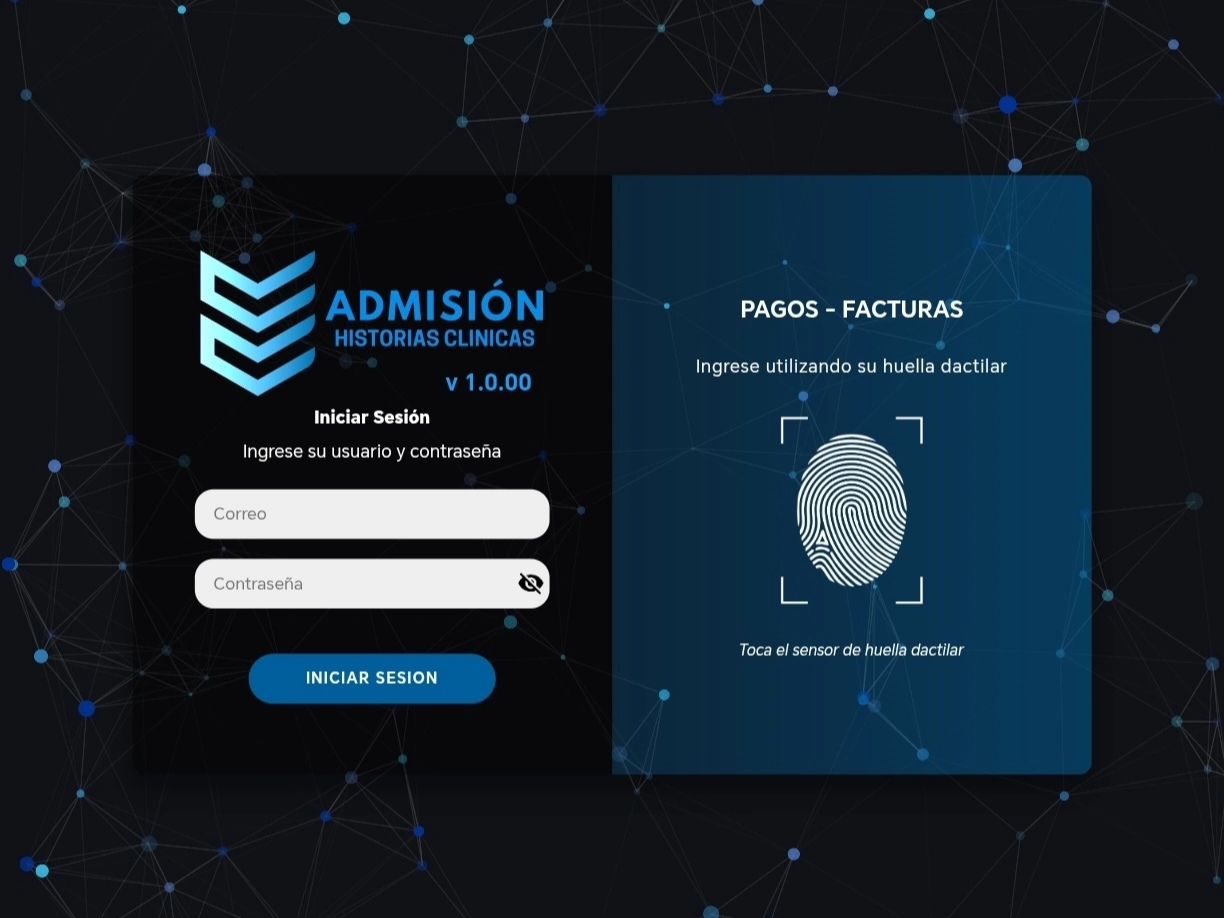 ADMISIÓN
HISTORIAS CLINICAS
v 1.0.00
Iniciar Sesión
Ingrese su usuario y contraseña
Correo
Contraseña
INICIAR SESION
PAGOS - FACTURAS
Ingrese utilizando su huella dactilar
Toca el sensor de huella dactilar